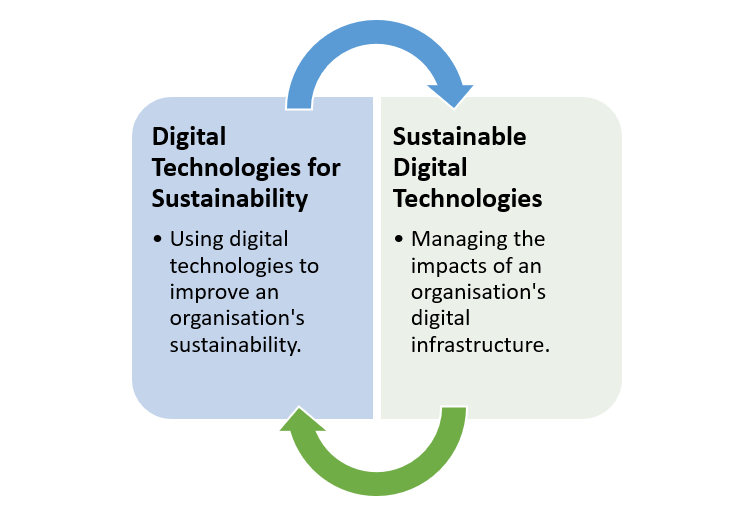 Digital
Technologies for
Sustainability
• Using digital
technologies to
improve an
organisation's
sustainability.
Sustainable
Digital
Technologies
• Managing the
impacts of an
organisation's
digital
infrastructure.